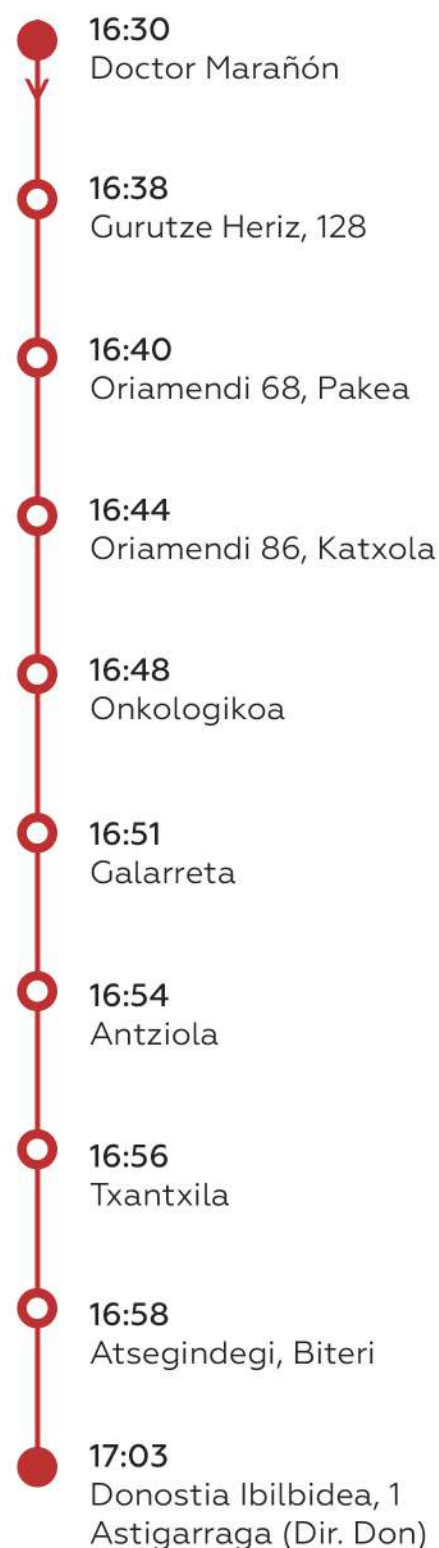 16:30
Doctor Marañón
16:38
Gurutze Heriz, 128
16:40
Oriamendi 68, Pakea
16:44
Oriamendi 86, Katxola
16:48
Onkologikoa
16:51
Galarreta
16:54
Antziola
16:56
Txantxila
16:58
Atsegindegi, Biteri
17:03
Donostia Ibilbidea, 1
Astigarraga (Dir. Don)